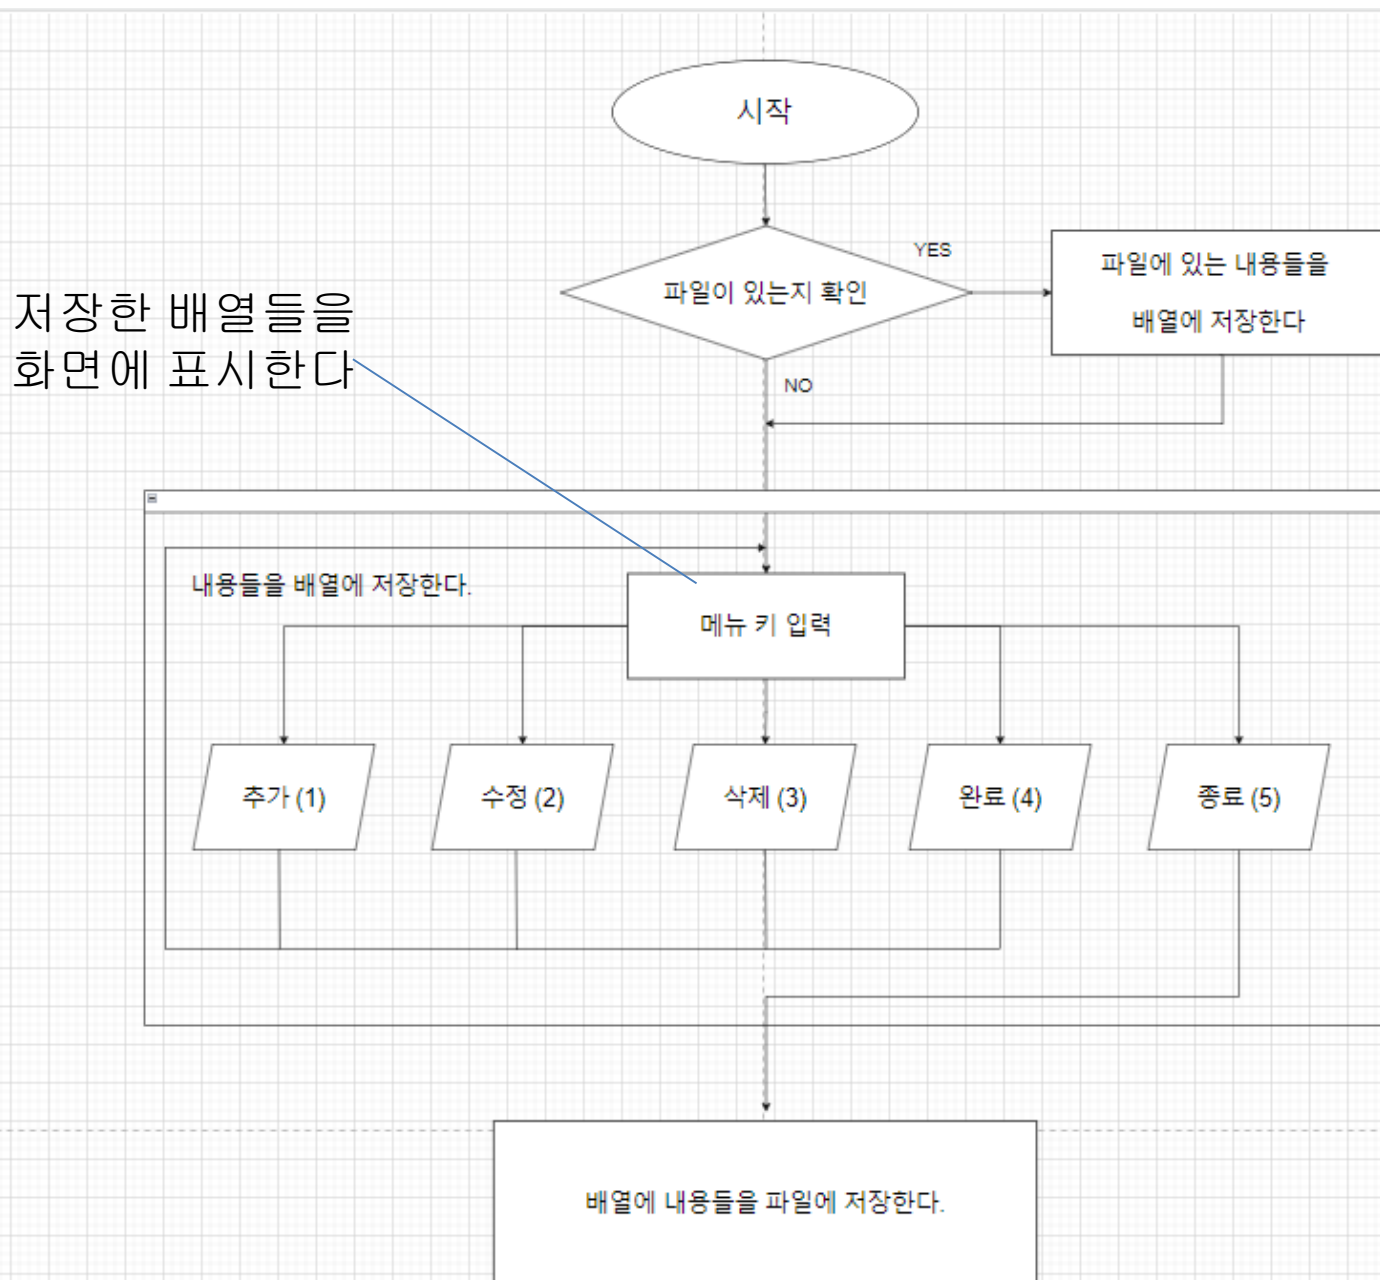 시작
YES
파일이 있는지 확인
파일에 있는 내용들을
배열에 저장한다
저장한 배열들을
화면에 표시한다
NO
내용들을 배열에 저장한다.
메뉴 키 입력
추가 (1)
수정 (2)
삭제 (3)
완료 (4)
종료 (5)
배열에 내용들을 파일에 저장한다.